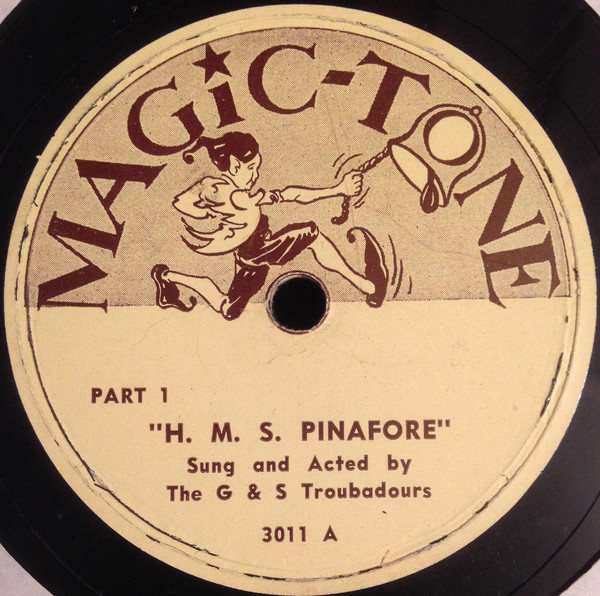 MAGIC-TONE
PART 1
"H. M. S. PINAFORE"
Sung and Acted by
The G & S Troubadours
3011 A